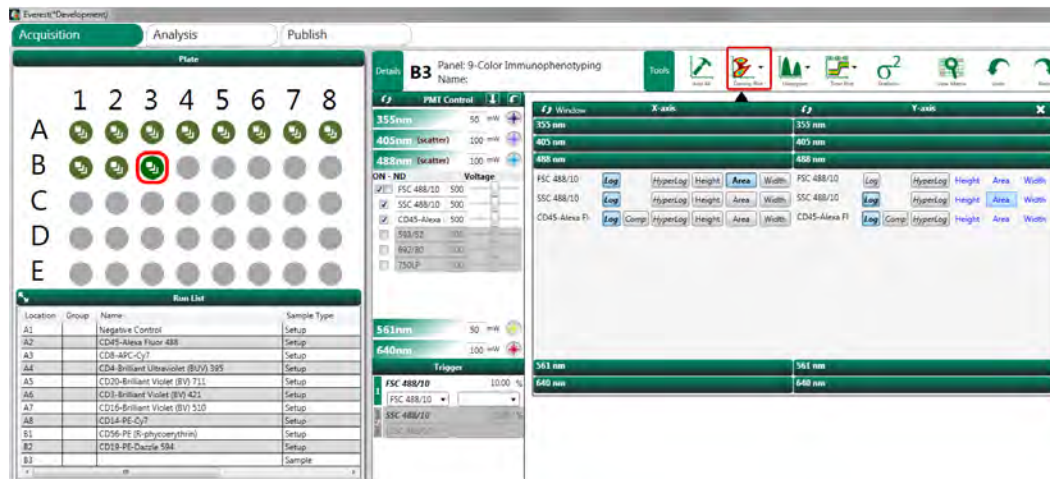 Everest(*Development)
Acquisition
Analysis
Publish
Plate
1 2 3 4 5 6 7 8
A
B
C
D
E
Run List
Location Group Name Sample Type
A1 Negative Control Setup
A2 CD45-Alexa Fluor 488 Setup
A3 CD8-APC-Cy7 Setup
A4 CD4-Brilliant Ultraviolet (BUV) 395 Setup
A5 CD20-Brilliant Violet (BV) 711 Setup
A6 CD3-Brilliant Violet (BV) 421 Setup
A7 CD16-Brilliant Violet (BV) 510 Setup
A8 CD14-PE-Cy7 Setup
B1 CD56-PE (R-phycoerythrin) Setup
B2 CD19-PE-Dazzle 594 Setup
B3 Sample
Details
B3 Panel: 9-Color Immunophenotyping
Name:
Tools
PMT Control
355nm 50 mW
405nm (scatter) 100 mW
488nm (scatter) 100 mW
ON - ND Voltage
FSC 488/10 500
SSC 488/10 500
CD45-Alexa 500
593/52
692/80
750LP
561nm 50 mW
640nm 100 mW
Trigger
1 FSC 488/10 10.00 %
FSC 488/10
SSC 488/10
Window X-axis Y-axis X
355 nm 355 nm
405 nm 405 nm
488 nm 488 nm
FSC 488/10 Log HyperLog Height Area Width FSC 488/10 Log HyperLog Height Area Width
SSC 488/10 Log HyperLog Height Area Width SSC 488/10 Log HyperLog Height Area Width
CD45-Alexa Fl Log Comp HyperLog Height Area Width CD45-Alexa Fl Log Comp HyperLog Height Area Width
561 nm 561 nm
640 nm 640 nm